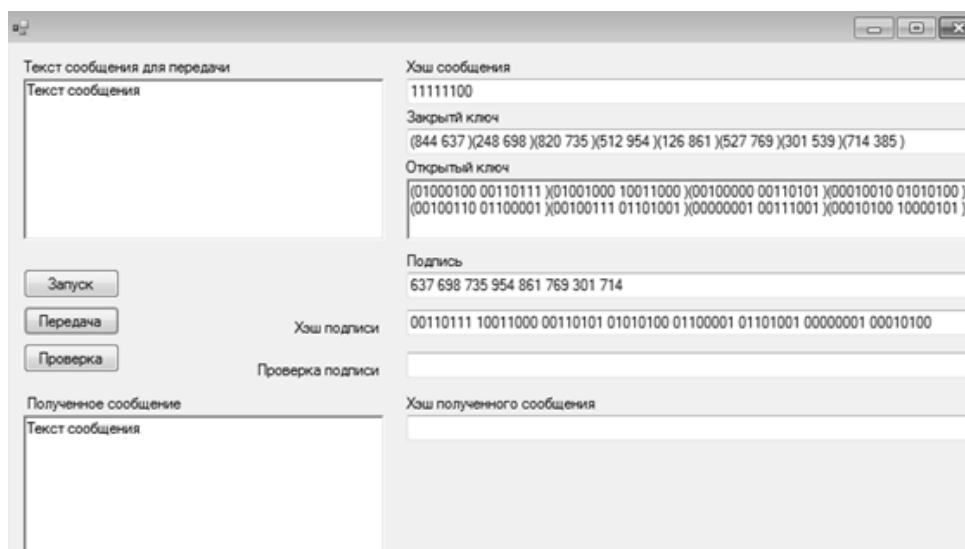 Текст сообщения для передачи
Текст сообщения
Хэш сообщения
11111100
Закрытй ключ
(844 637 )(248 698 )(820 735 )(512 954 )(126 861 )(527 769 )(301 539 )(714 385 )
Открытый ключ
(01000100 00110111 )(01001000 10011000 )(00100000 00110101 )(00010010 01010100 )
(00100110 01100001 )(00100111 01101001 )(00000001 00111001 )(00010100 10000101 )
Подпись
637 698 735 954 861 769 301 714
Запуск
Передача
Хэш подписи
00110111 10011000 00110101 01010100 01100001 01101001 00000001 00010100
Проверка
Проверка подписи
Полученное сообщение
Текст сообщения
Хэш полученного сообщения